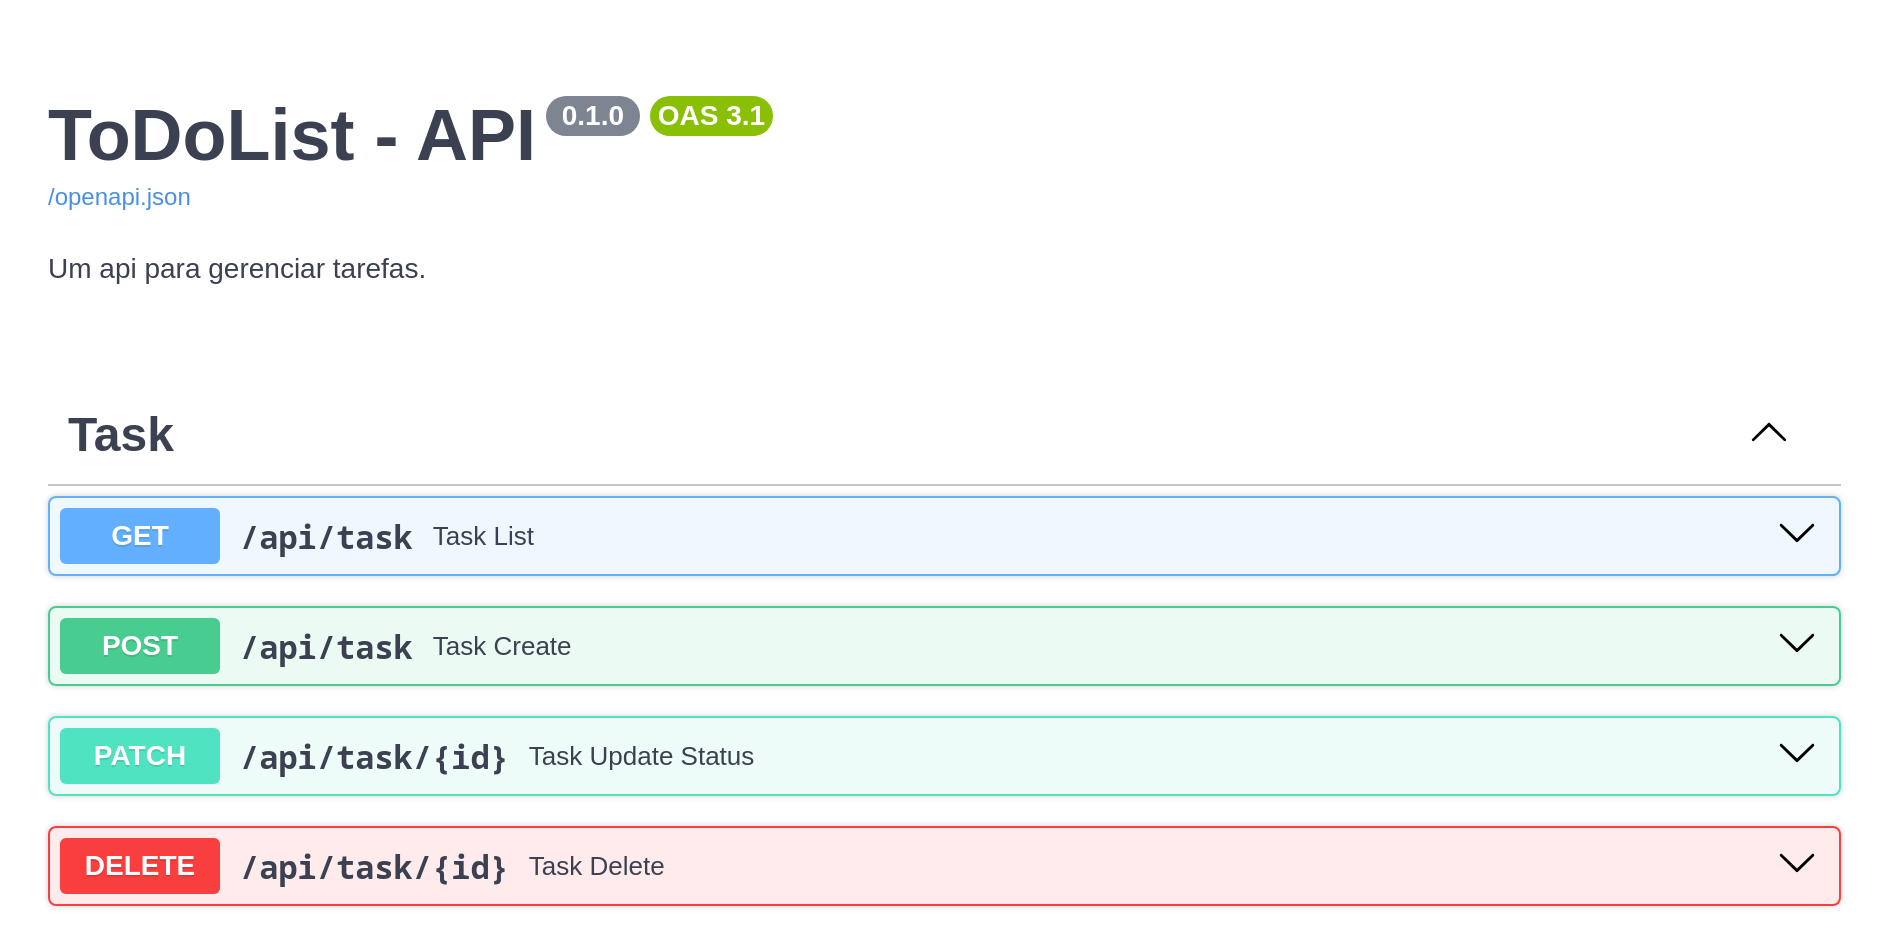 ToDoList - API 0.1.0 OAS 3.1
/openapi.json
Um api para gerenciar tarefas.
Task
GET /api/task Task List
POST /api/task Task Create
PATCH /api/task/{id} Task Update Status
DELETE /api/task/{id} Task Delete